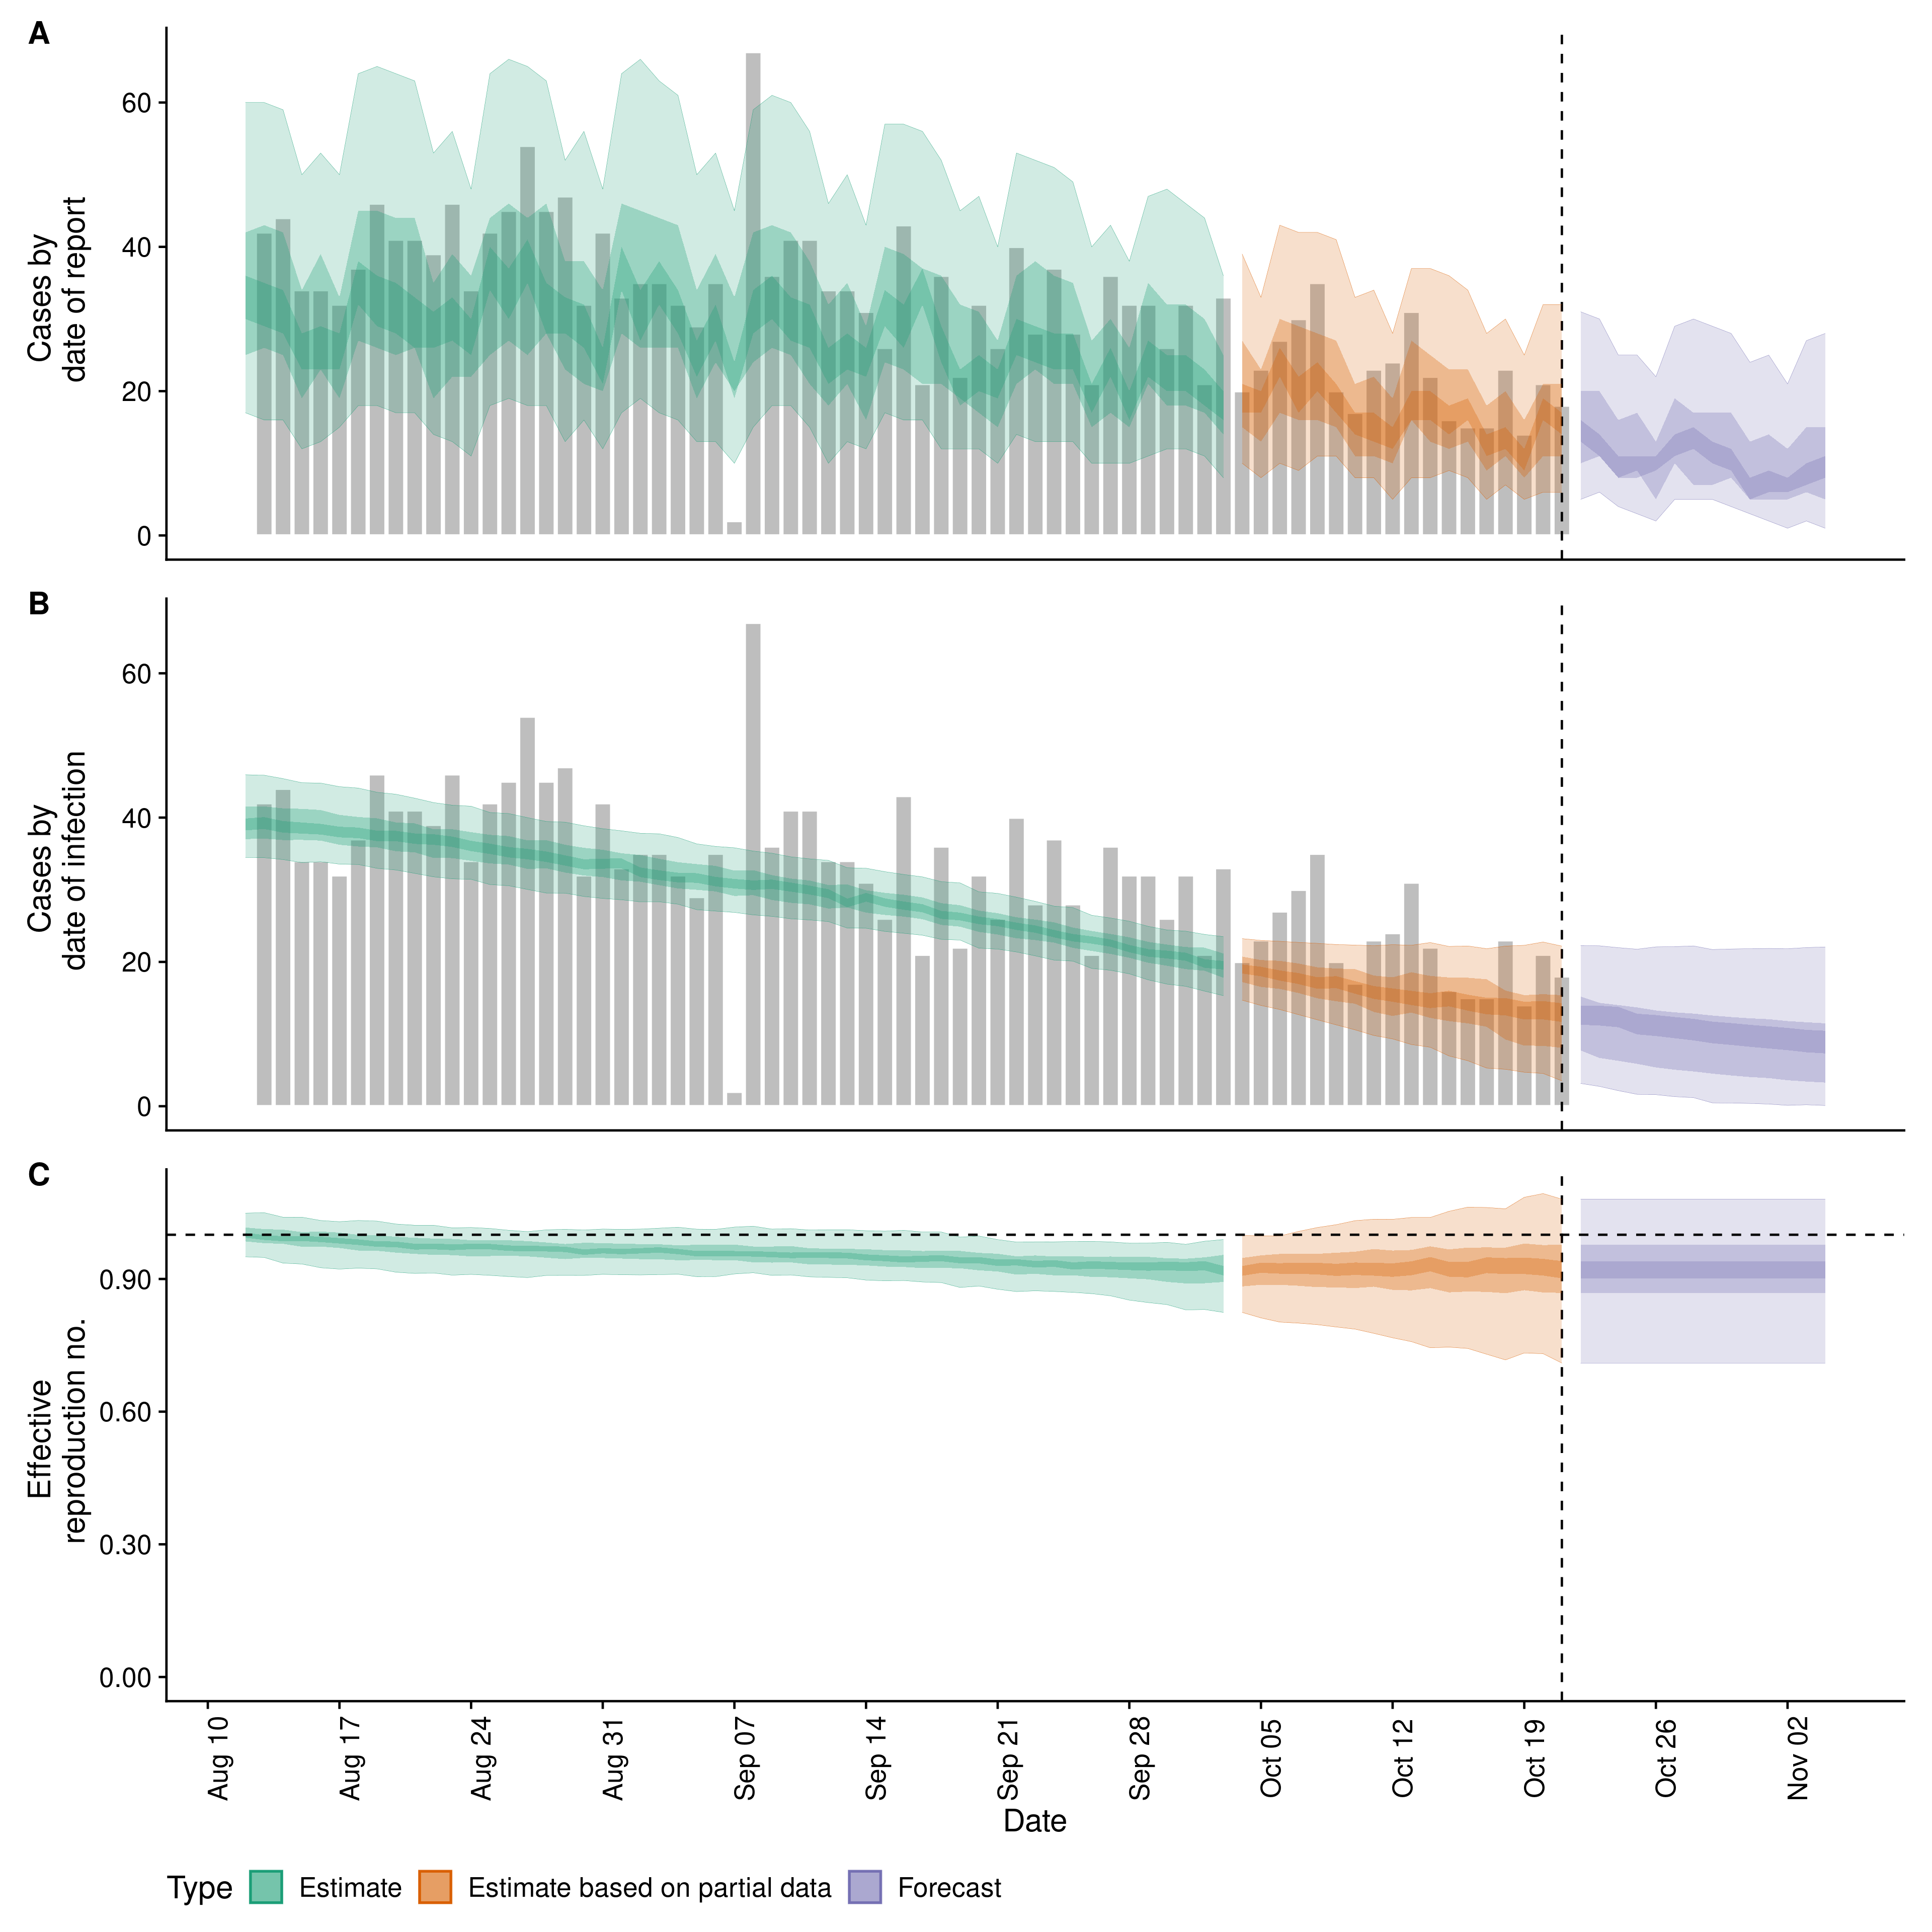 A
Cases by
date of report
60
40
20
0
B
Cases by
date of infection
60
40
20
0
C
Effective
reproduction no.
0.90
0.60
0.30
0.00
Aug 10
Aug 17
Aug 24
Aug 31
Sep 07
Sep 14
Sep 21
Sep 28
Oct 05
Oct 12
Oct 19
Oct 26
Nov 02
Date
Type Estimate Estimate based on partial data Forecast